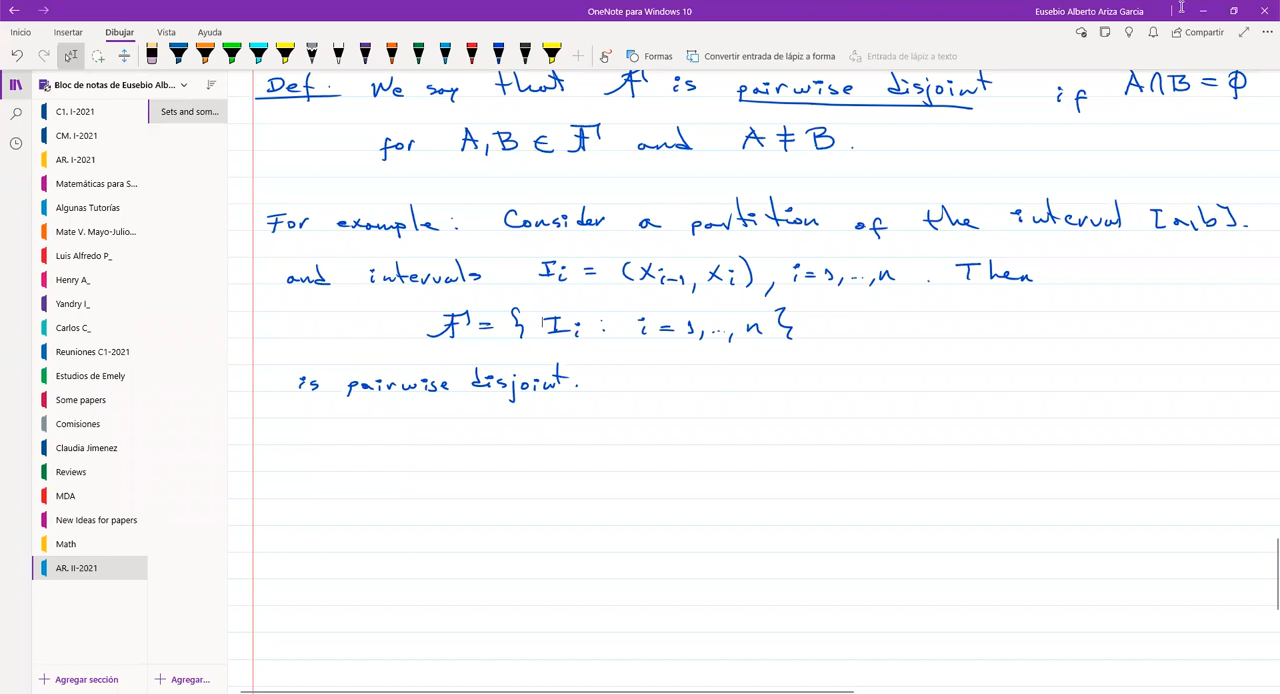 OneNote para Windows 10
Eusebio Alberto Ariza Garcia
Inicio Insertar Dibujar Vista Ayuda
Compartir
Formas Convertir entrada de lápiz a forma Entrada de lápiz a texto
Bloc de notas de Eusebio Alb...
C1. I-2021
CM. I-2021
AR. I-2021
Matemáticas para S...
Algunas Tutorías
Mate V. Mayo-Julio...
Luis Alfredo P_
Henry A_
Yandry I_
Carlos C_
Reuniones C1-2021
Estudios de Emely
Some papers
Comisiones
Claudia Jimenez
Reviews
MDA
New Ideas for papers
Math
AR. II-2021
Agregar sección
Sets and som...
Agregar...
Def. We say that F is pairwise disjoint if A∩B = ϕ
for A, B ∈ F and A ≠ B.
For example: Consider a partition of the interval [a,b].
and intervals Iᵢ = (xᵢ₋₁, xᵢ), i=1,...,n. Then
F = { Iᵢ : i = 1,..., n }
is pairwise disjoint.